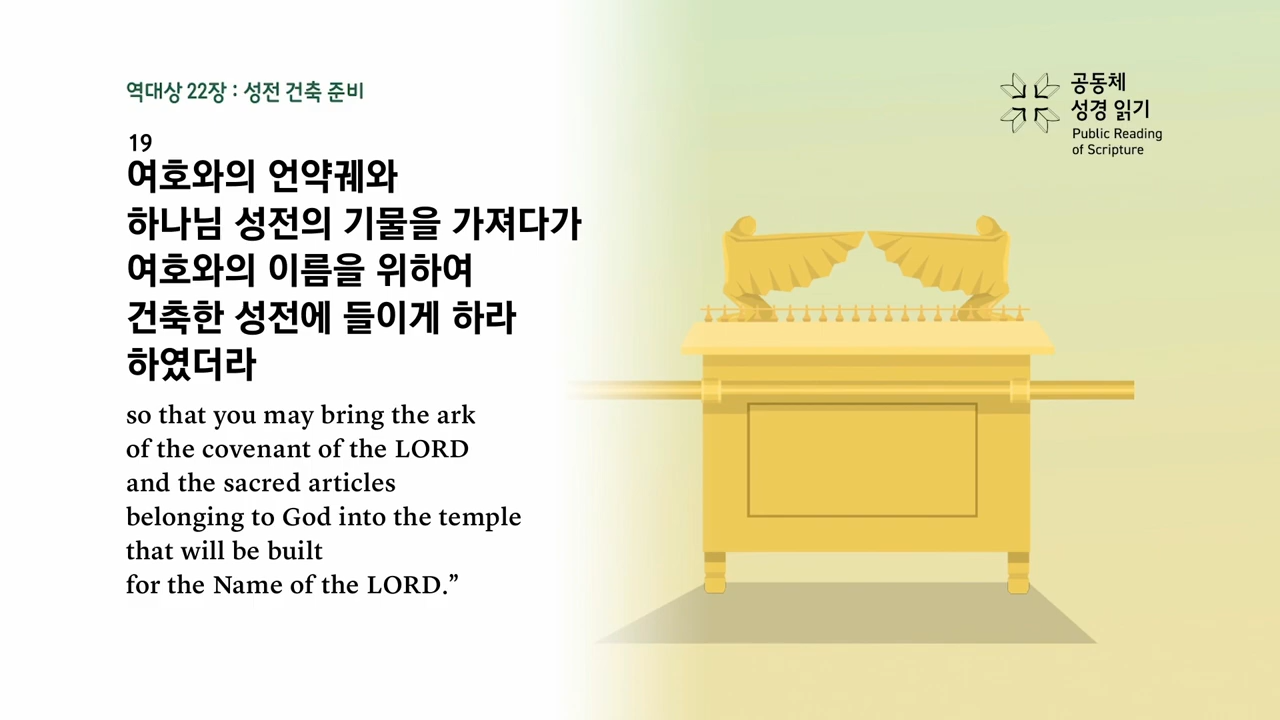 역대상 22장 : 성전 건축 준비
19
여호와의 언약궤와
하나님 성전의 기물을 가져다가
여호와의 이름을 위하여
건축한 성전에 들이게 하라
하였더라
so that you may bring the ark
of the covenant of the LORD
and the sacred articles
belonging to God into the temple
that will be built
for the Name of the LORD.”
공동체
성경 읽기
Public Reading
of Scripture